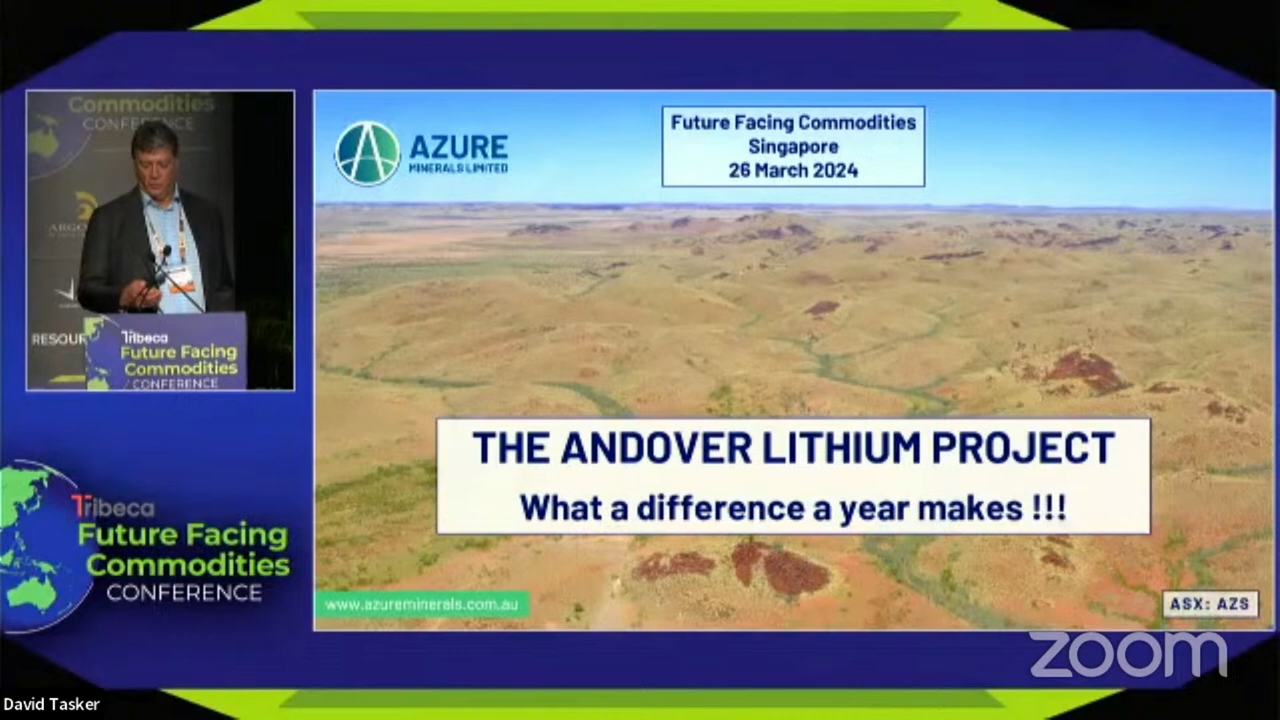 Commodities
CONFERENCE
ARGO
RESOUR
Tribeca
Future Facing
Commodities
CONFERENCE
AZURE
MINERALS LIMITED
Future Facing Commodities
Singapore
26 March 2024
THE ANDOVER LITHIUM PROJECT
What a difference a year makes !!!
www.azureminerals.com.au
ASX: AZS
Tribeca
Future Facing
Commodities
CONFERENCE
zoom
David Tasker